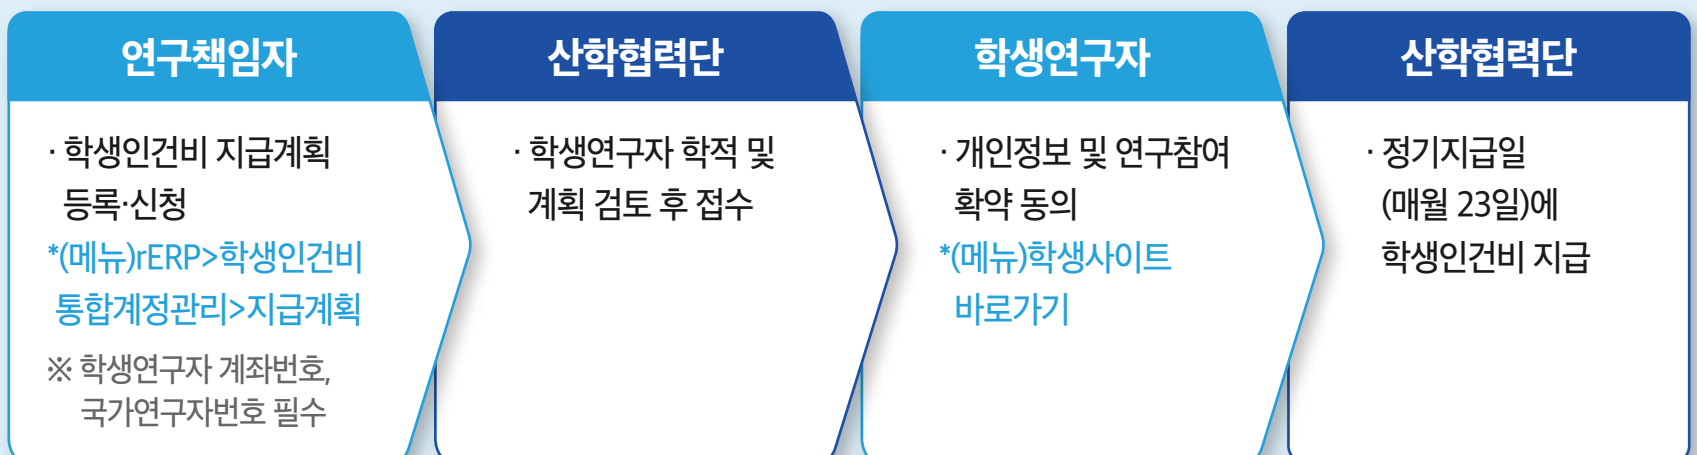 연구책임자
· 학생인건비 지급계획
등록·신청
*(메뉴)rERP>학생인건비
통합계정관리>지급계획
※ 학생연구자 계좌번호,
국가연구자번호 필수
산학협력단
· 학생연구자 학적 및
계획 검토 후 접수
학생연구자
· 개인정보 및 연구참여
확약 동의
*(메뉴)학생사이트
바로가기
산학협력단
· 정기지급일
(매월 23일)에
학생인건비 지급